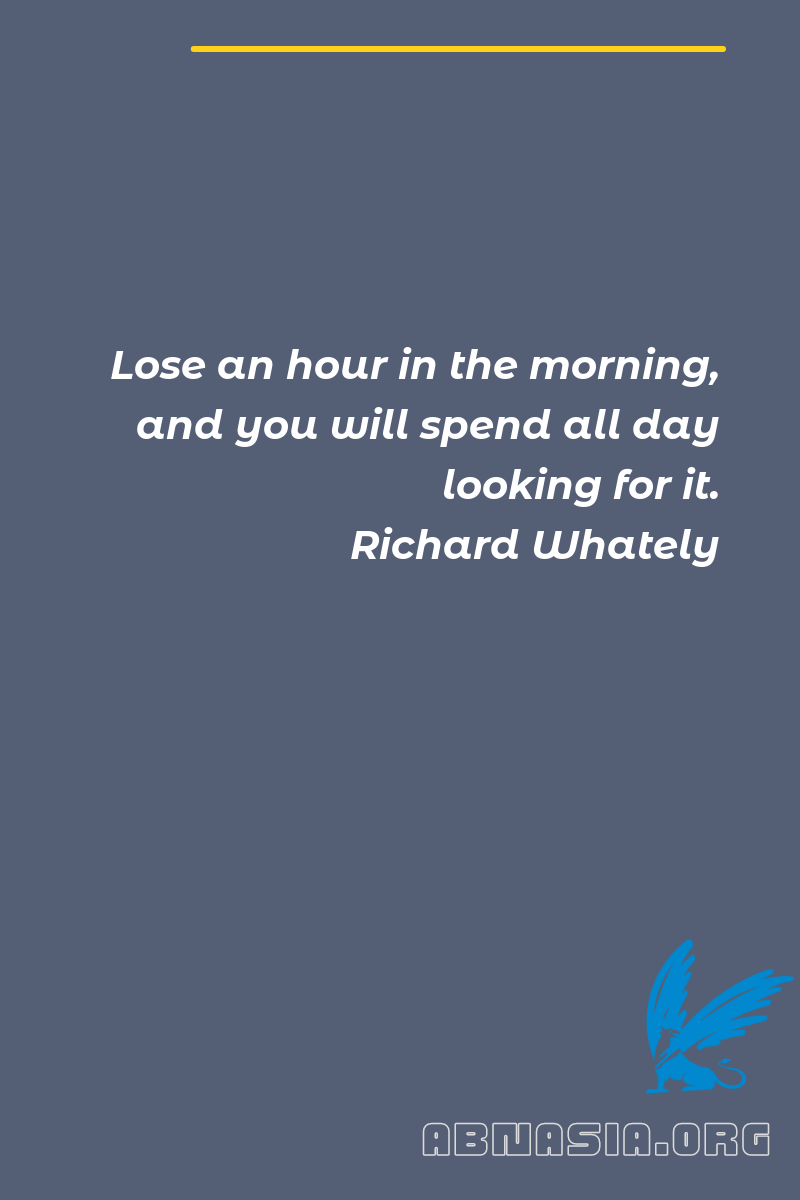 Lose an hour in the morning,
and you will spend all day
looking for it.
Richard Whately
ABNASIA.ORG